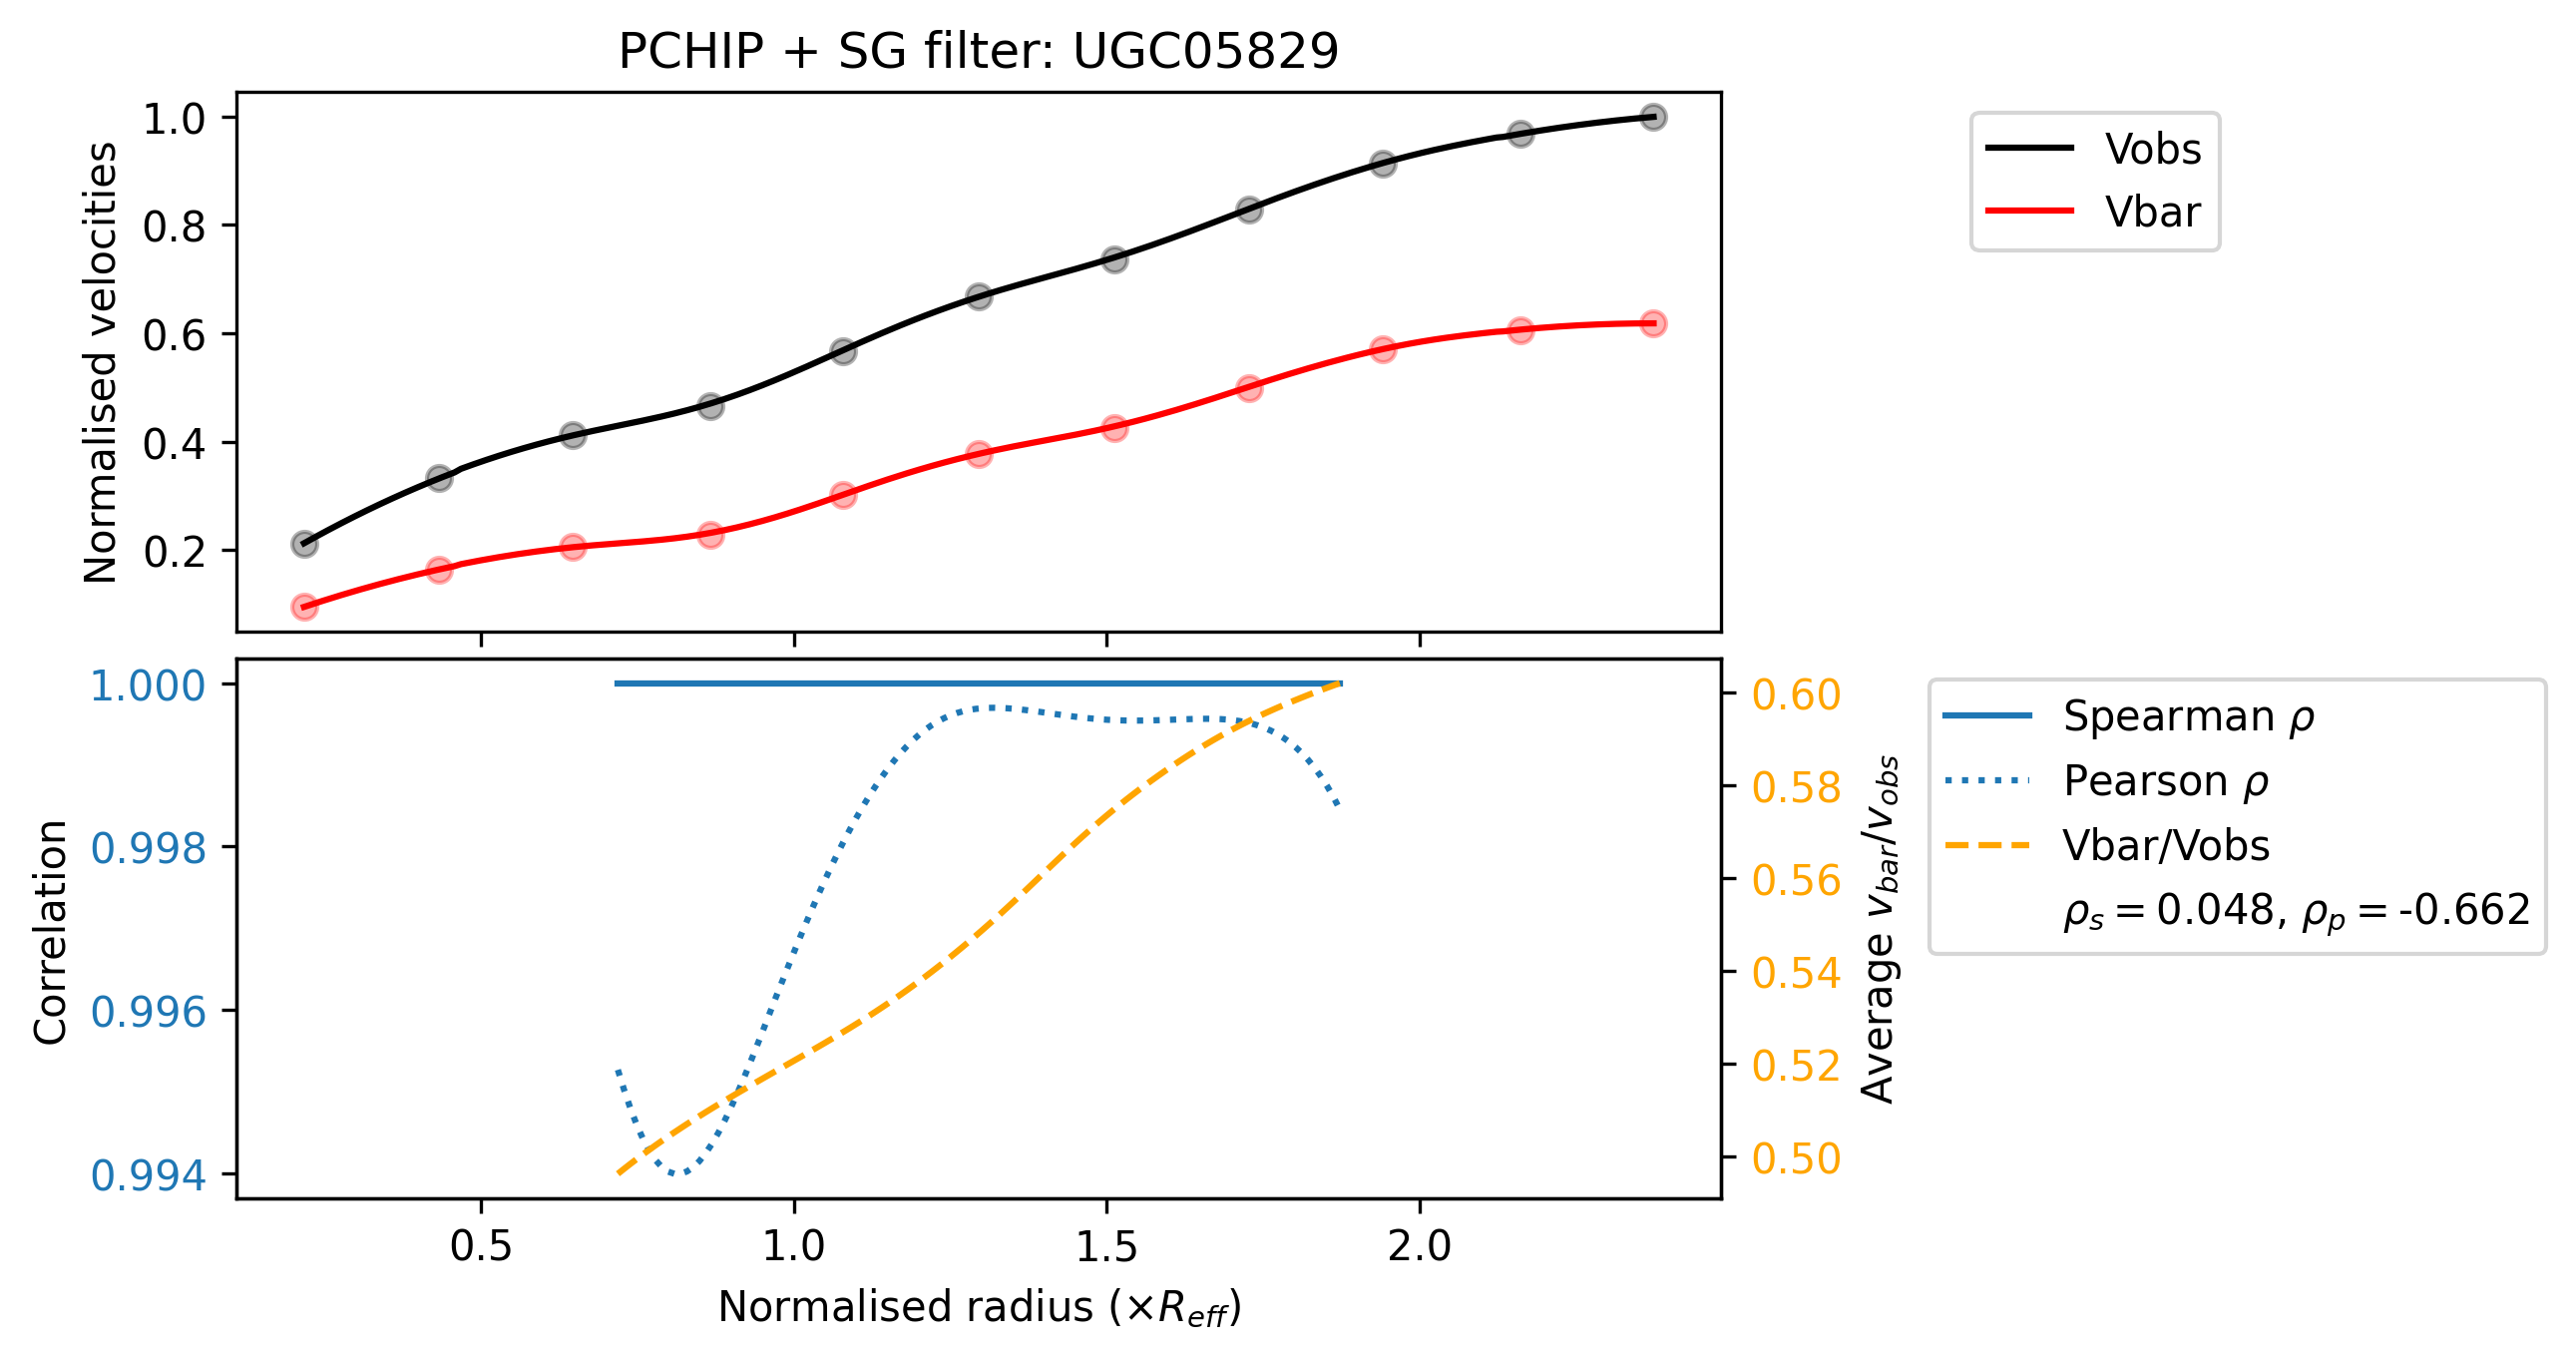 PCHIP + SG filter: UGC05829
Normalised velocities
1.0
0.8
0.6
0.4
0.2
Vobs
Vbar
Correlation
1.000
0.998
0.996
0.994
0.60
0.58
0.56
0.54
0.52
0.50
Average v_bar/v_obs
Spearman ρ
Pearson ρ
Vbar/Vobs
ρ_s = 0.048, ρ_p = -0.662
0.5 1.0 1.5 2.0
Normalised radius (×R_eff)